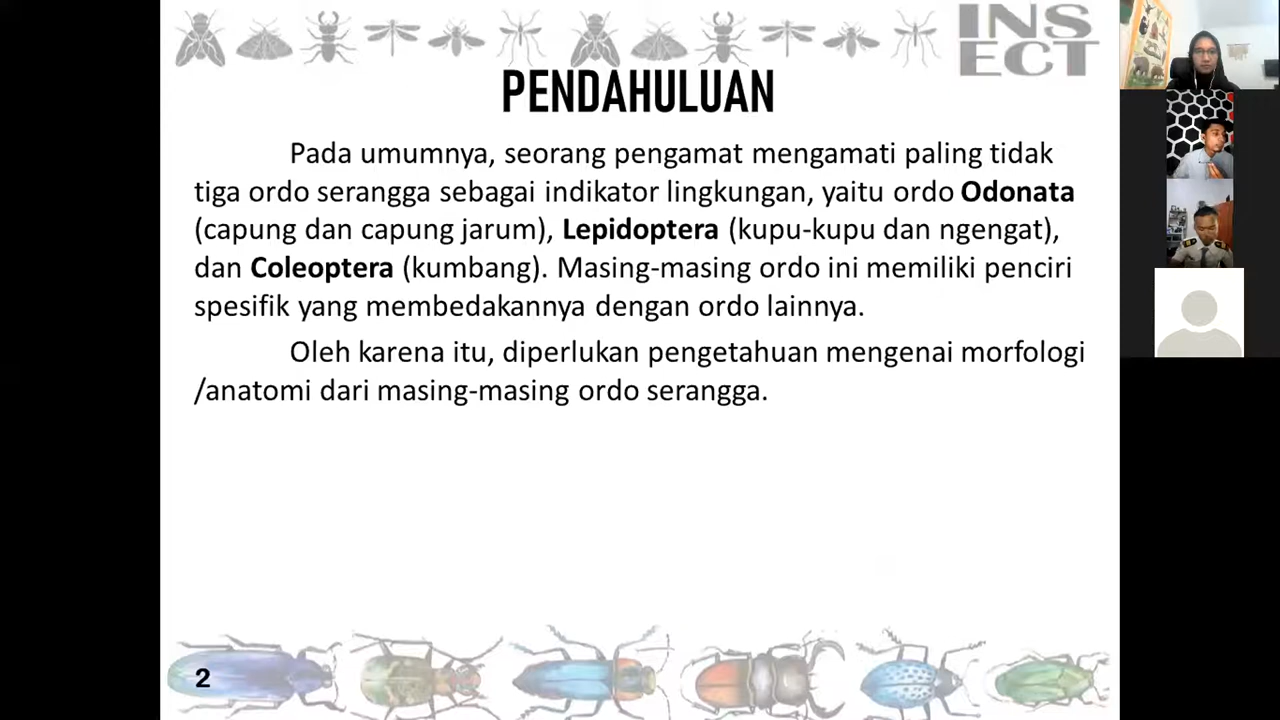 INS
ECT
PENDAHULUAN
Pada umumnya, seorang pengamat mengamati paling tidak
tiga ordo serangga sebagai indikator lingkungan, yaitu ordo Odonata
(capung dan capung jarum), Lepidoptera (kupu-kupu dan ngengat),
dan Coleoptera (kumbang). Masing-masing ordo ini memiliki penciri
spesifik yang membedakannya dengan ordo lainnya.
Oleh karena itu, diperlukan pengetahuan mengenai morfologi
/anatomi dari masing-masing ordo serangga.
2